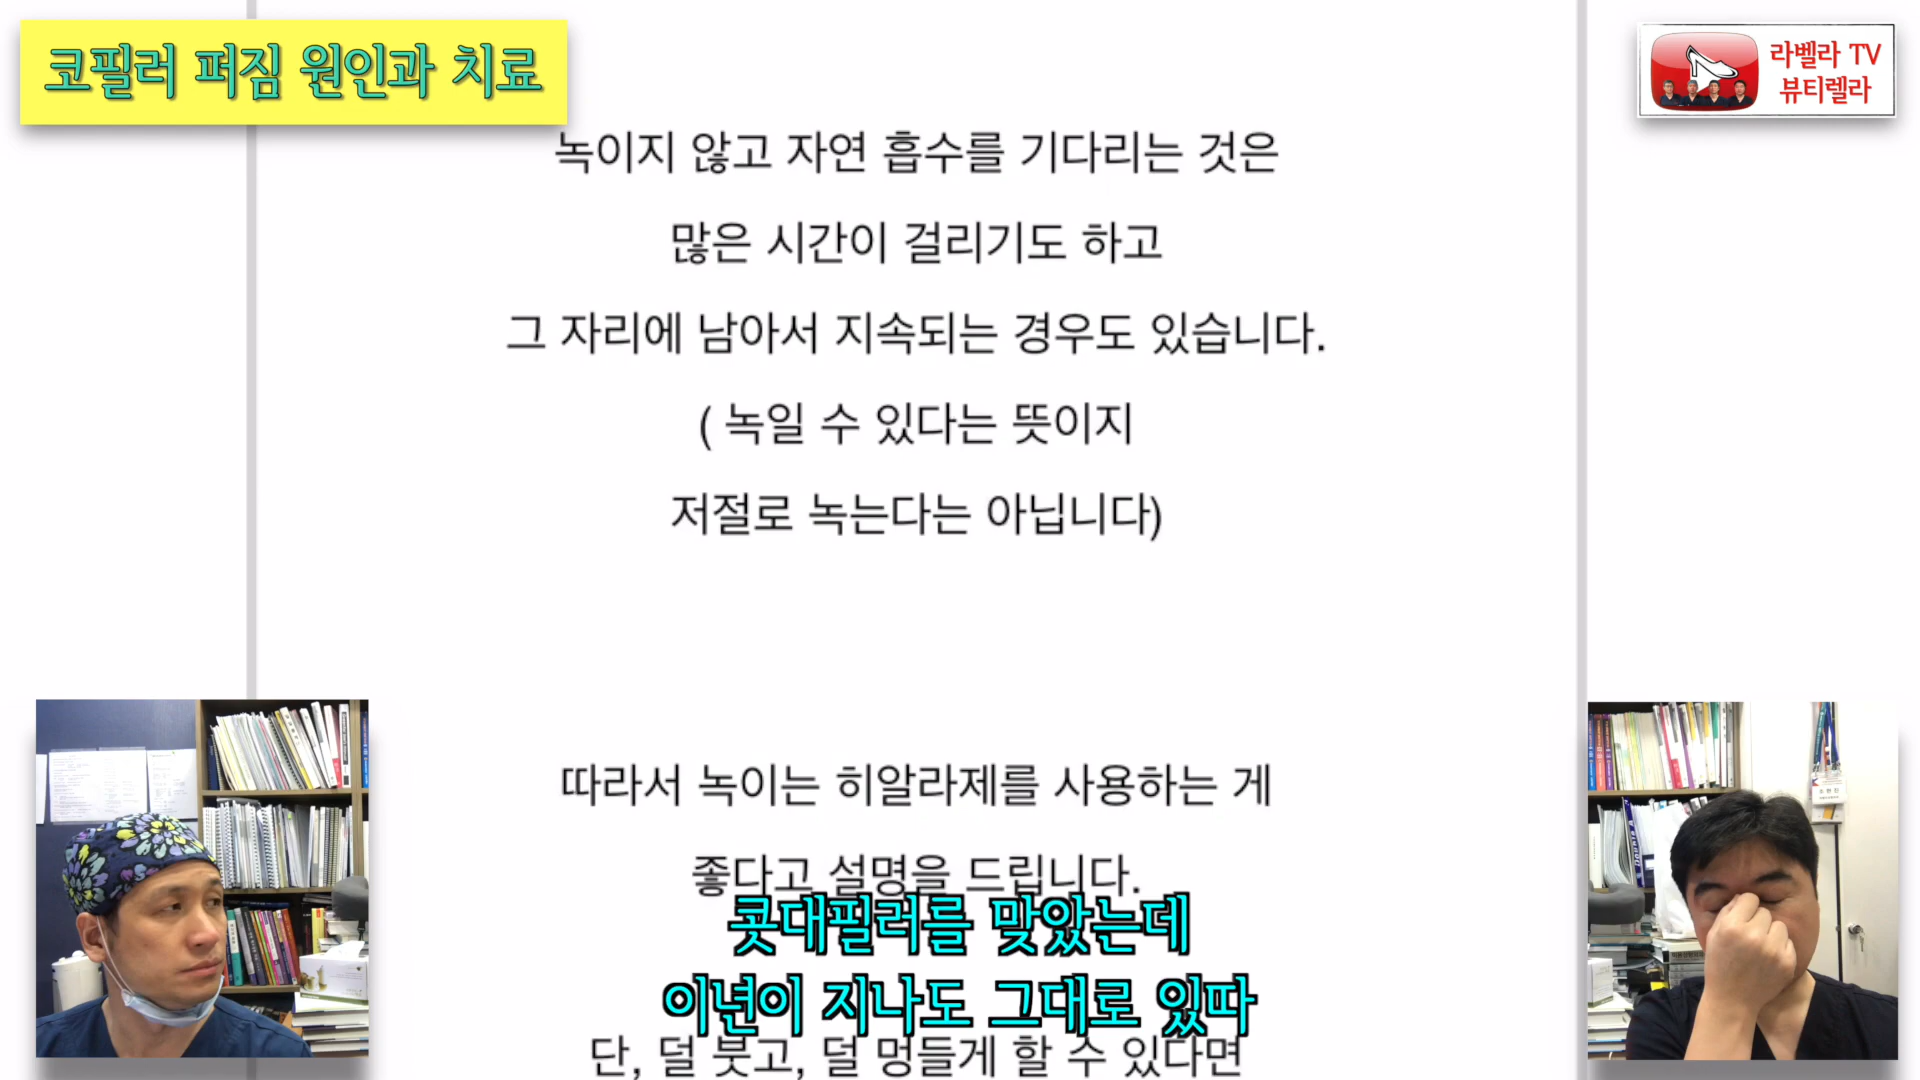 코필러 퍼짐 원인과 치료
라벨라 TV
뷰티렐라
녹이지 않고 자연 흡수를 기다리는 것은
많은 시간이 걸리기도 하고
그 자리에 남아서 지속되는 경우도 있습니다.
( 녹일 수 있다는 뜻이지
저절로 녹는다는 아닙니다)
따라서 녹이는 히알라제를 사용하는 게
좋다고 설명을 드립니다.
콧대필러를 맞았는데
이년이 지나도 그대로 있따
단, 덜 붓고, 덜 멍들게 할 수 있다면